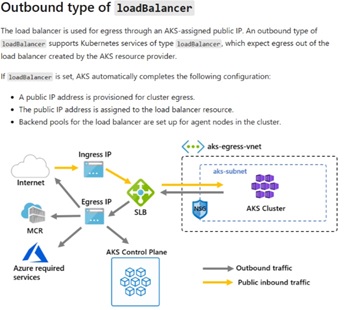 Outbound type of loadBalancer
The load balancer is used for egress through an AKS-assigned public IP. An outbound type of
loadBalancer supports Kubernetes services of type loadBalancer, which expect egress out of the
load balancer created by the AKS resource provider.
If loadBalancer is set, AKS automatically completes the following configuration:
• A public IP address is provisioned for cluster egress.
• The public IP address is assigned to the load balancer resource.
• Backend pools for the load balancer are set up for agent nodes in the cluster.
Ingress IP
aks-egress-vnet
aks-subnet
Internet
Egress IP
SLB
NSG
AKS Cluster
MCR
AKS Control Plane
Azure required
services
Outbound traffic
Public inbound traffic